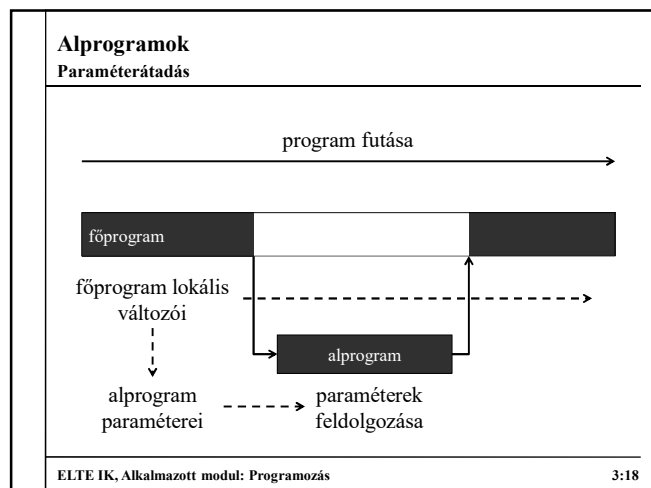 Alprogramok
Paraméterátadás
program futása
főprogram
főprogram lokális
változói
alprogram
alprogram
paraméterei
paraméterek
feldolgozása
ELTE IK, Alkalmazott modul: Programozás
3:18